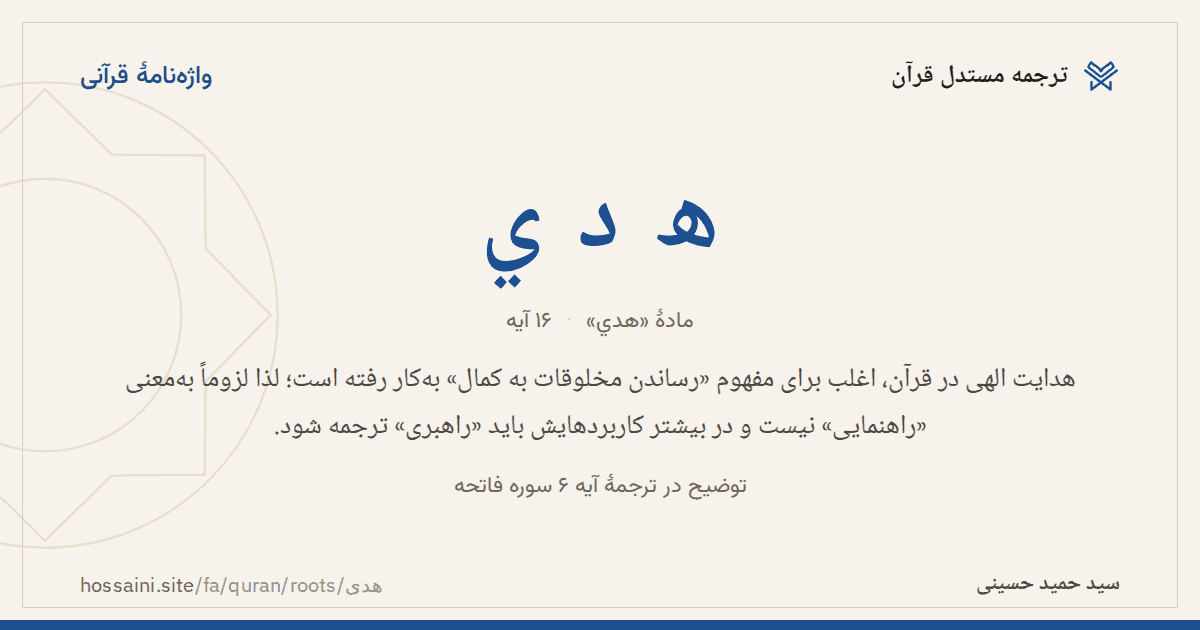 ترجمه مستدل قرآن
واژه‌نامهٔ قرآنی
ه‍ د ي
مادهٔ «هدي» · ۱۶ آیه
هدایت الهی در قرآن، اغلب برای مفهوم «رساندن مخلوقات به کمال» به‌کار رفته است؛ لذا لزوماً به‌معنی
«راهنمایی» نیست و در بیشتر کاربردهایش باید «راهبری» ترجمه شود.
توضیح در ترجمهٔ آیه ۶ سوره فاتحه
سید حمید حسینی
hossaini.site/fa/quran/roots/هدی